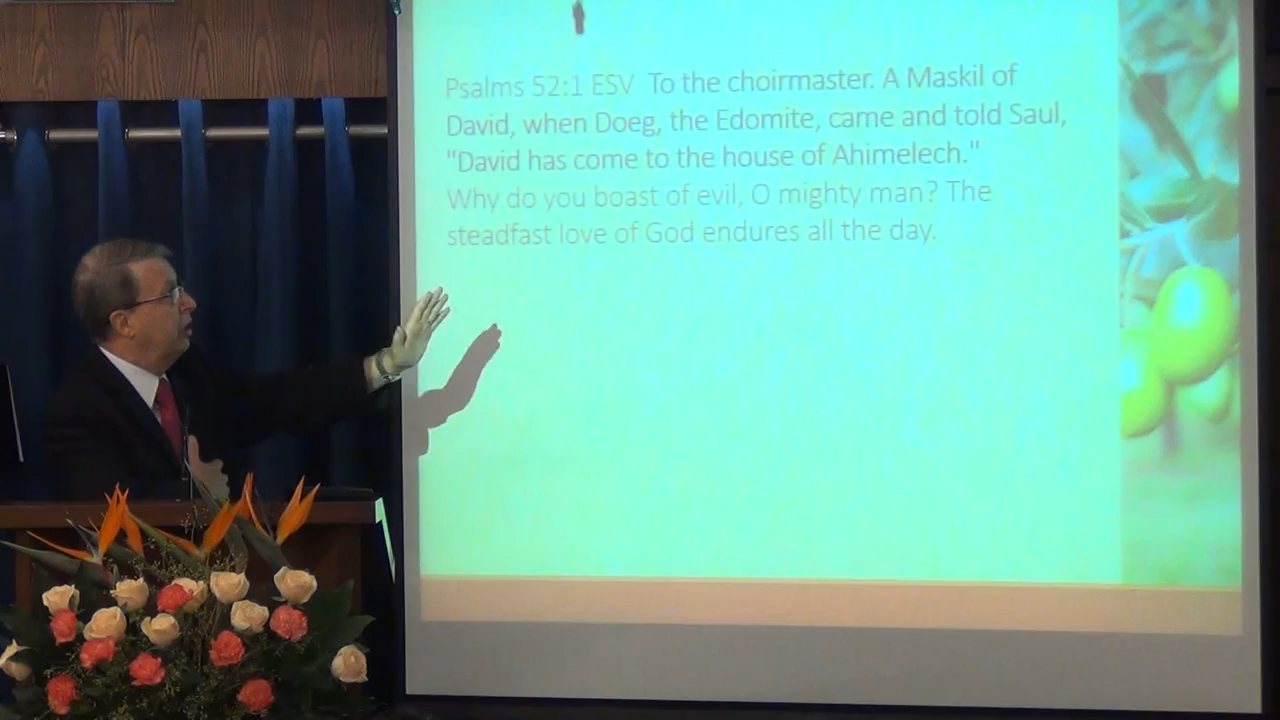 Psalms 52:1 ESV To the choirmaster. A Maskil of
David, when Doeg, the Edomite, came and told Saul,
"David has come to the house of Ahimelech."
Why do you boast of evil, O mighty man? The
steadfast love of God endures all the day.